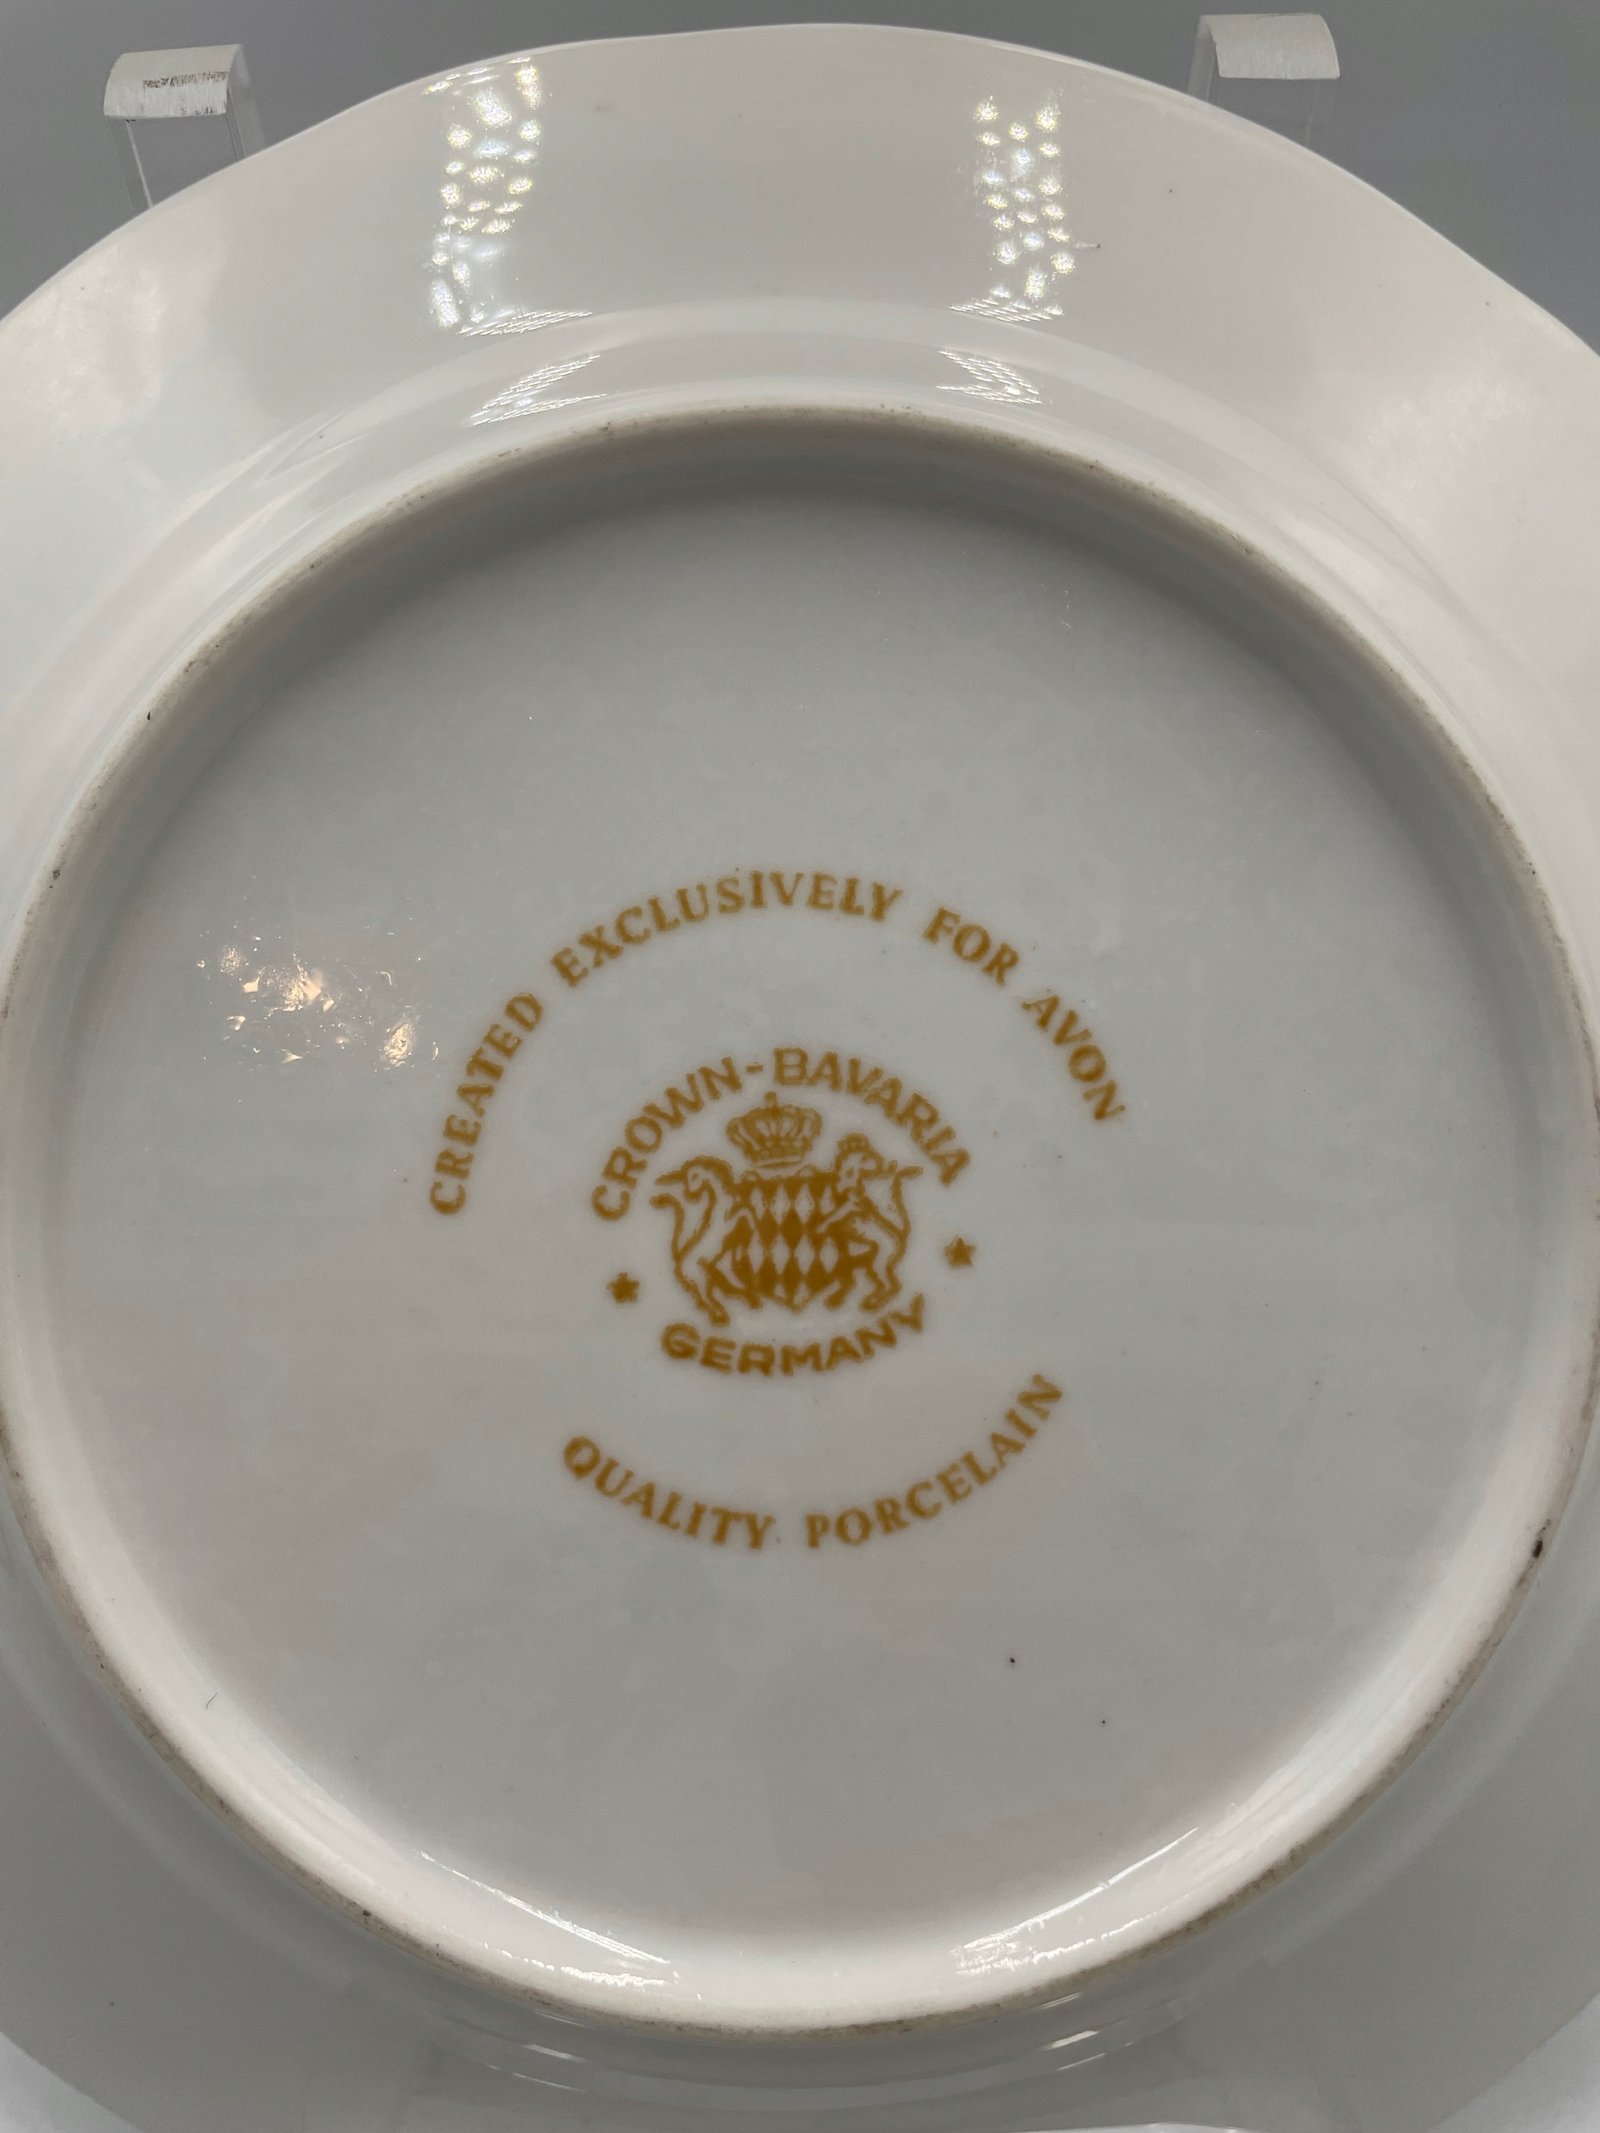 CREATED EXCLUSIVELY FOR AVON
CROWN-BAVARIA
GERMANY
QUALITY PORCELAIN